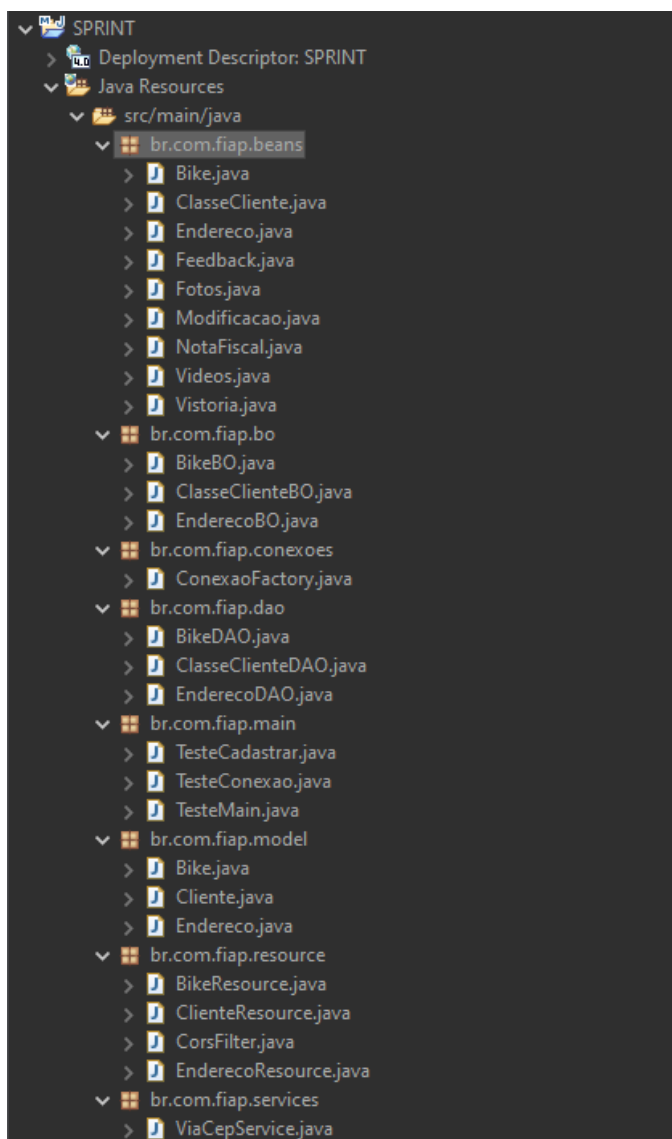 SPRINT
Deployment Descriptor: SPRINT
Java Resources
src/main/java
br.com.fiap.beans
Bike.java
ClasseCliente.java
Endereco.java
Feedback.java
Fotos.java
Modificacao.java
NotaFiscal.java
Videos.java
Vistoria.java
br.com.fiap.bo
BikeBO.java
ClasseClienteBO.java
EnderecoBO.java
br.com.fiap.conexoes
ConexaoFactory.java
br.com.fiap.dao
BikeDAO.java
ClasseClienteDAO.java
EnderecoDAO.java
br.com.fiap.main
TesteCadastrar.java
TesteConexao.java
TesteMain.java
br.com.fiap.model
Bike.java
Cliente.java
Endereco.java
br.com.fiap.resource
BikeResource.java
ClienteResource.java
CorsFilter.java
EnderecoResource.java
br.com.fiap.services
ViaCepService.java